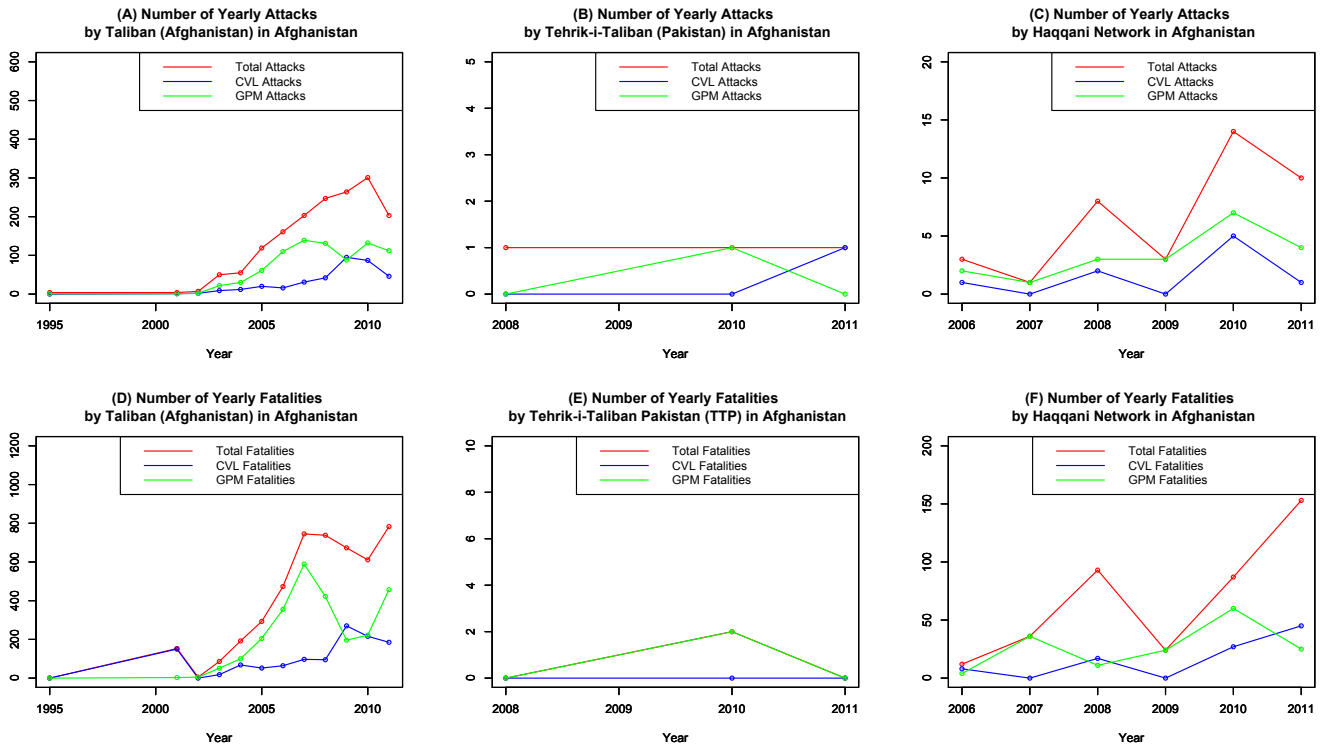 (A) Number of Yearly Attacks
by Taliban (Afghanistan) in Afghanistan
600
500
400
300
200
100
0
Total Attacks
CVL Attacks
GPM Attacks
1995 2000 2005 2010
Year
(B) Number of Yearly Attacks
by Tehrik-i-Taliban (Pakistan) in Afghanistan
5
4
3
2
1
0
Total Attacks
CVL Attacks
GPM Attacks
2008 2009 2010 2011
Year
(C) Number of Yearly Attacks
by Haqqani Network in Afghanistan
20
15
10
5
0
Total Attacks
CVL Attacks
GPM Attacks
2006 2007 2008 2009 2010 2011
Year
(D) Number of Yearly Fatalities
by Taliban (Afghanistan) in Afghanistan
1200
1000
800
600
400
200
0
Total Fatalities
CVL Fatalities
GPM Fatalities
1995 2000 2005 2010
Year
(E) Number of Yearly Fatalities
by Tehrik-i-Taliban Pakistan (TTP) in Afghanistan
10
8
6
4
2
0
Total Fatalities
CVL Fatalities
GPM Fatalities
2008 2009 2010 2011
Year
(F) Number of Yearly Fatalities
by Haqqani Network in Afghanistan
200
150
100
50
0
Total Fatalities
CVL Fatalities
GPM Fatalities
2006 2007 2008 2009 2010 2011
Year